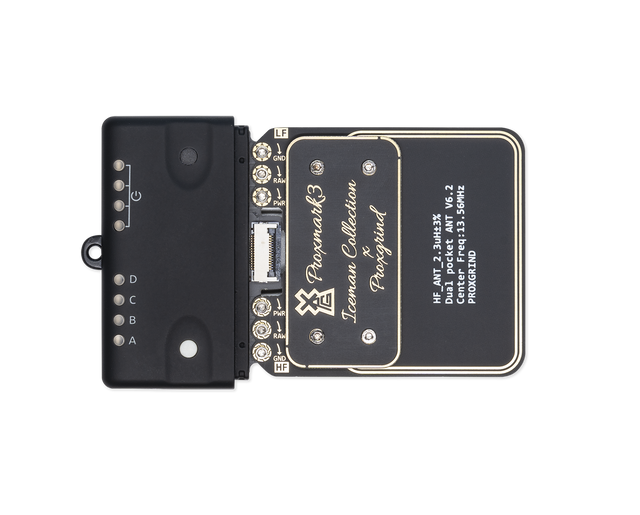 LF
GND
RAW
PWR
PWR
RAW
GND
HF
D
C
B
A
Proxmark3
Iceman Collection
x
Proxgrind
HF_ANT_2.3uH±3%
Dual pocket ANT V6.2
Center Freq:13.56MHz
PROXGRIND